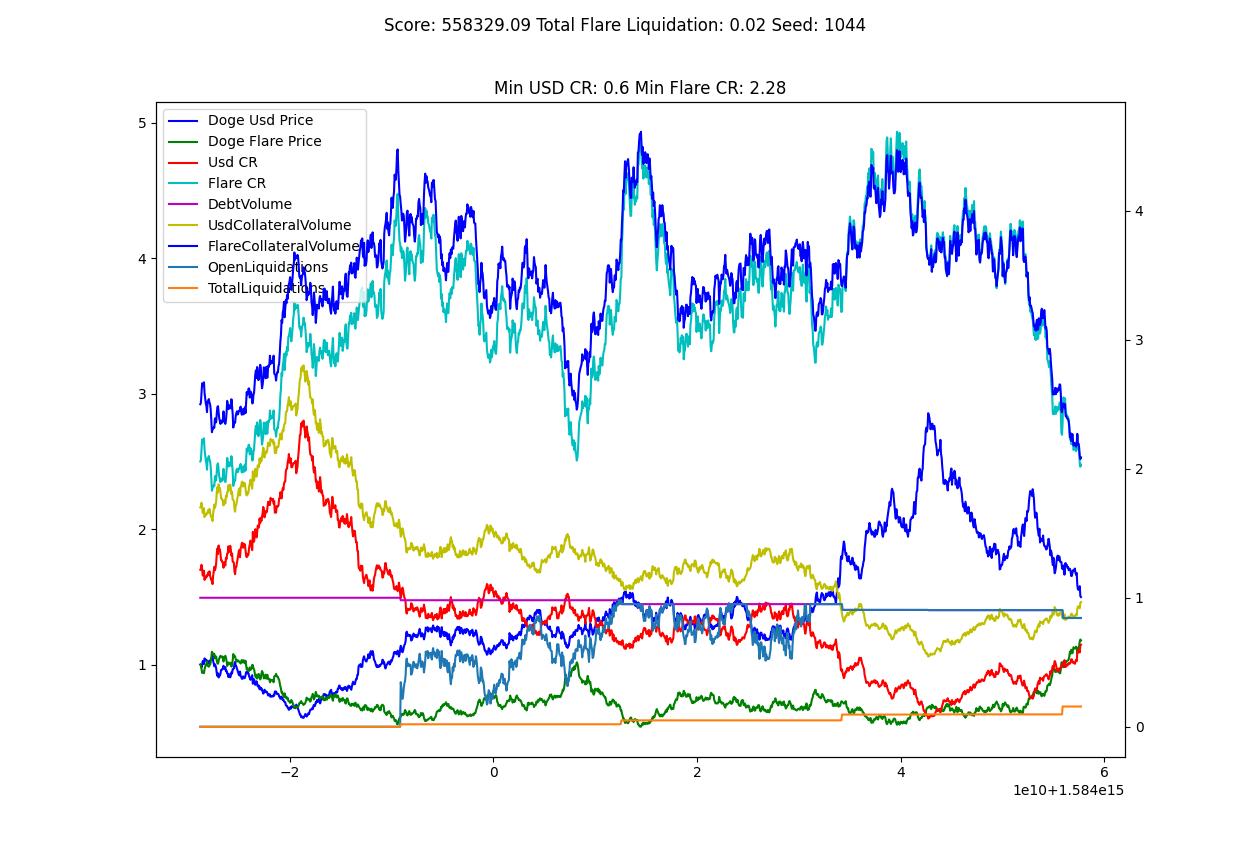 Score: 558329.09 Total Flare Liquidation: 0.02 Seed: 1044
Min USD CR: 0.6 Min Flare CR: 2.28
Doge Usd Price
Doge Flare Price
Usd CR
Flare CR
DebtVolume
UsdCollateralVolume
FlareCollateralVolume
OpenLiquidations
TotalLiquidations
5
4
3
2
1
4
3
2
1
0
−2
0
2
4
6
1e10+1.584e15